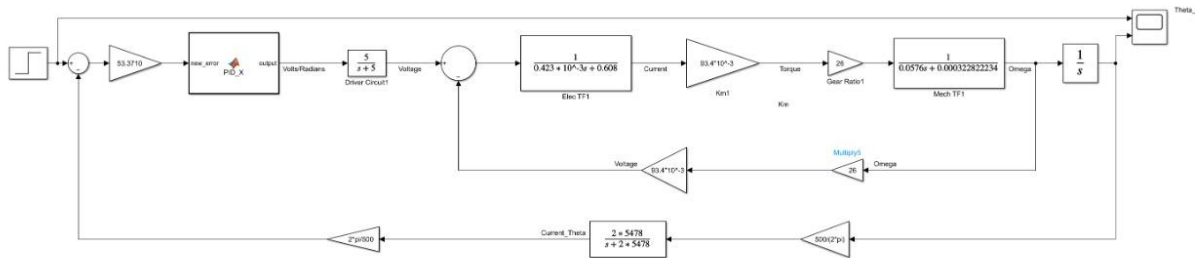 Theta_
53.3710
new_error
output
PID_X
Volts/Radians
5
s + 5
Driver Circuit1
Voltage
1
0.423 * 10^-3s + 0.608
Elec TF1
Current
93.4*10^-3
Km1
Torque
Km
26
Gear Ratio1
1
0.0576s + 0.000322822234
Mech TF1
Omega
1
s
Voltage
93.4*10^-3
Multiply5
26
Omega
2*pi/500
Current_Theta
2 * 5478
s + 2 * 5478
500/(2*pi)